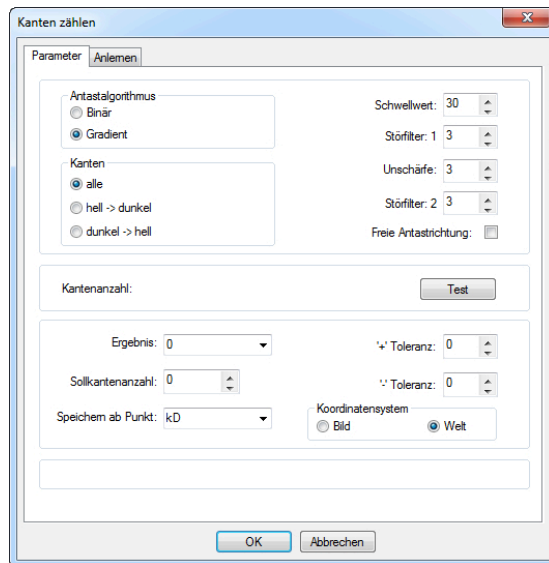 Kanten zählen
Parameter Anlernen
Antastalgorithmus
Binär
Gradient
Kanten
alle
hell -> dunkel
dunkel -> hell
Schwellwert: 30
Störfilter: 1 3
Unschärfe: 3
Störfilter: 2 3
Freie Antastrichtung:
Kantenanzahl: Test
Ergebnis: 0
Sollkantenanzahl: 0
Speichern ab Punkt: kD
'+' Toleranz: 0
'-' Toleranz: 0
Koordinatensystem
Bild Welt
OK Abbrechen